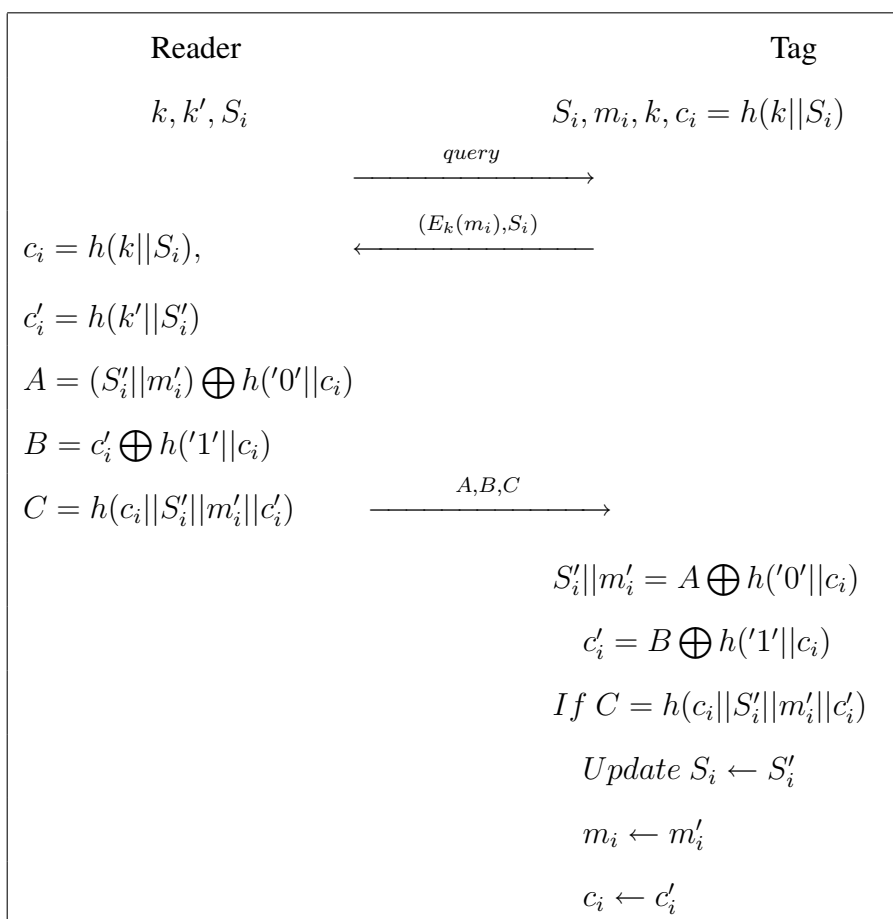 Reader Tag
k, k′, S_i S_i, m_i, k, c_i = h(k||S_i)
query
(E_k(m_i),S_i)
c_i = h(k||S_i),
c′_i = h(k′||S′_i)
A = (S′_i||m′_i) ⨁ h('0'||c_i)
B = c′_i ⨁ h('1'||c_i)
A,B,C
C = h(c_i||S′_i||m′_i||c′_i)
S′_i||m′_i = A ⨁ h('0'||c_i)
c′_i = B ⨁ h('1'||c_i)
If C = h(c_i||S′_i||m′_i||c′_i)
Update S_i ← S′_i
m_i ← m′_i
c_i ← c′_i